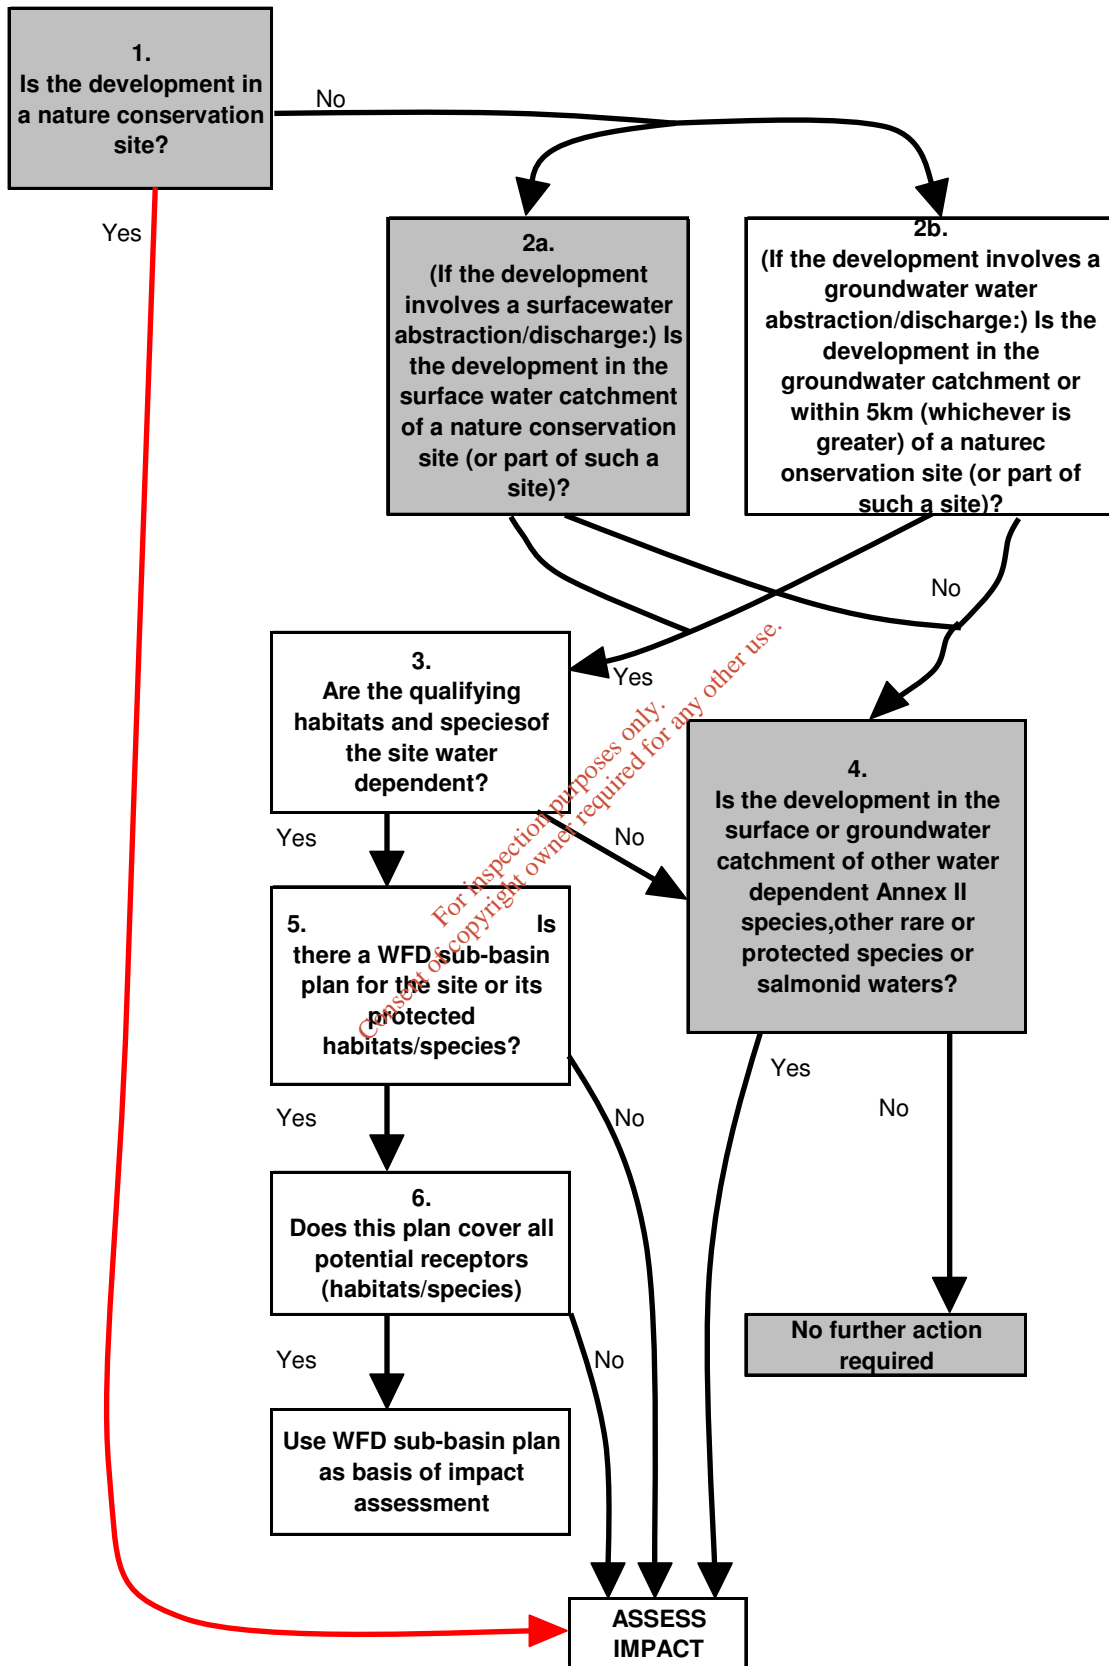 1.
Is the development in
a nature conservation
site?
No
Yes
2a.
(If the development
involves a surfacewater
abstraction/discharge:) Is
the development in the
surface water catchment
of a nature conservation
site (or part of such a
site)?
2b.
(If the development involves a
groundwater water
abstraction/discharge:) Is the
development in the
groundwater catchment or
within 5km (whichever is
greater) of a naturec
onservation site (or part of
such a site)?
No
Yes
3.
Are the qualifying
habitats and speciesof
the site water
dependent?
Yes
No
4.
Is the development in the
surface or groundwater
catchment of other water
dependent Annex II
species,other rare or
protected species or
salmonid waters?
For inspection purposes only.
Consent of copyright owner required for any other use.
5. Is
there a WFD sub-basin
plan for the site or its
protected
habitats/species?
Yes
No
Yes
No
6.
Does this plan cover all
potential receptors
(habitats/species)
Yes
No
No further action
required
Use WFD sub-basin plan
as basis of impact
assessment
ASSESS
IMPACT